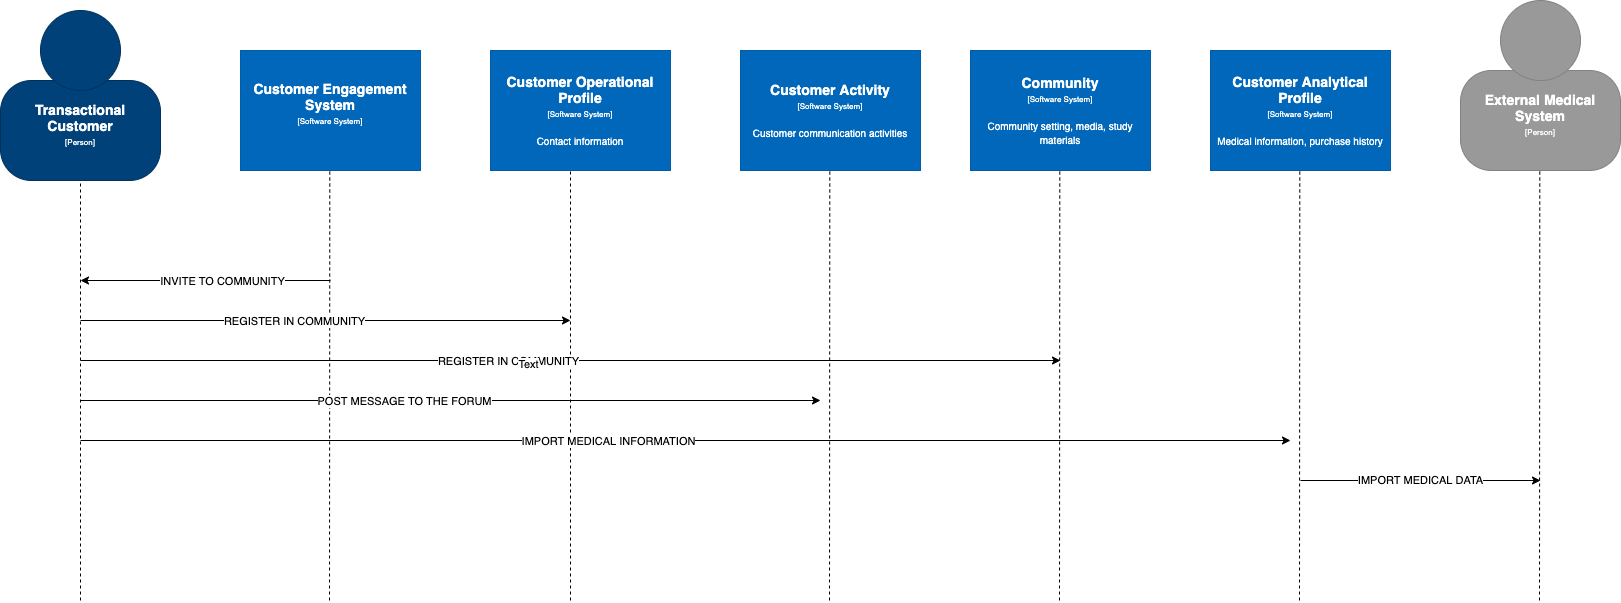 Transactional
Customer
[Person]
Customer Engagement
System
[Software System]
Customer Operational
Profile
[Software System]
Contact information
Customer Activity
[Software System]
Customer communication activities
Community
[Software System]
Community setting, media, study
materials
Customer Analytical
Profile
[Software System]
Medical information, purchase history
External Medical
System
[Person]
INVITE TO COMMUNITY
REGISTER IN COMMUNITY
REGISTER IN COMMUNITY
Text
POST MESSAGE TO THE FORUM
IMPORT MEDICAL INFORMATION
IMPORT MEDICAL DATA